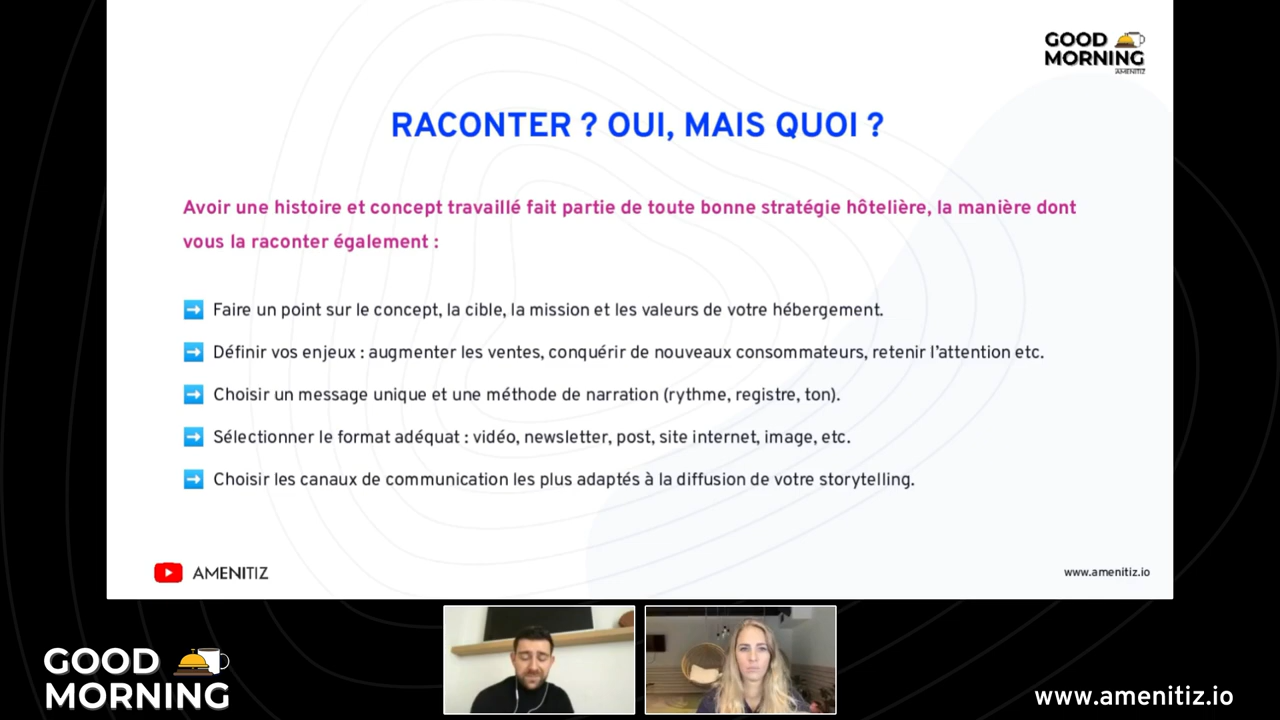 GOOD
MORNING
AMENITIZ
RACONTER ? OUI, MAIS QUOI ?
Avoir une histoire et concept travaillé fait partie de toute bonne stratégie hôtelière, la manière dont
vous la raconter également :
Faire un point sur le concept, la cible, la mission et les valeurs de votre hébergement.
Définir vos enjeux : augmenter les ventes, conquérir de nouveaux consommateurs, retenir l’attention etc.
Choisir un message unique et une méthode de narration (rythme, registre, ton).
Sélectionner le format adéquat : vidéo, newsletter, post, site internet, image, etc.
Choisir les canaux de communication les plus adaptés à la diffusion de votre storytelling.
AMENITIZ
www.amenitiz.io
GOOD
MORNING
www.amenitiz.io